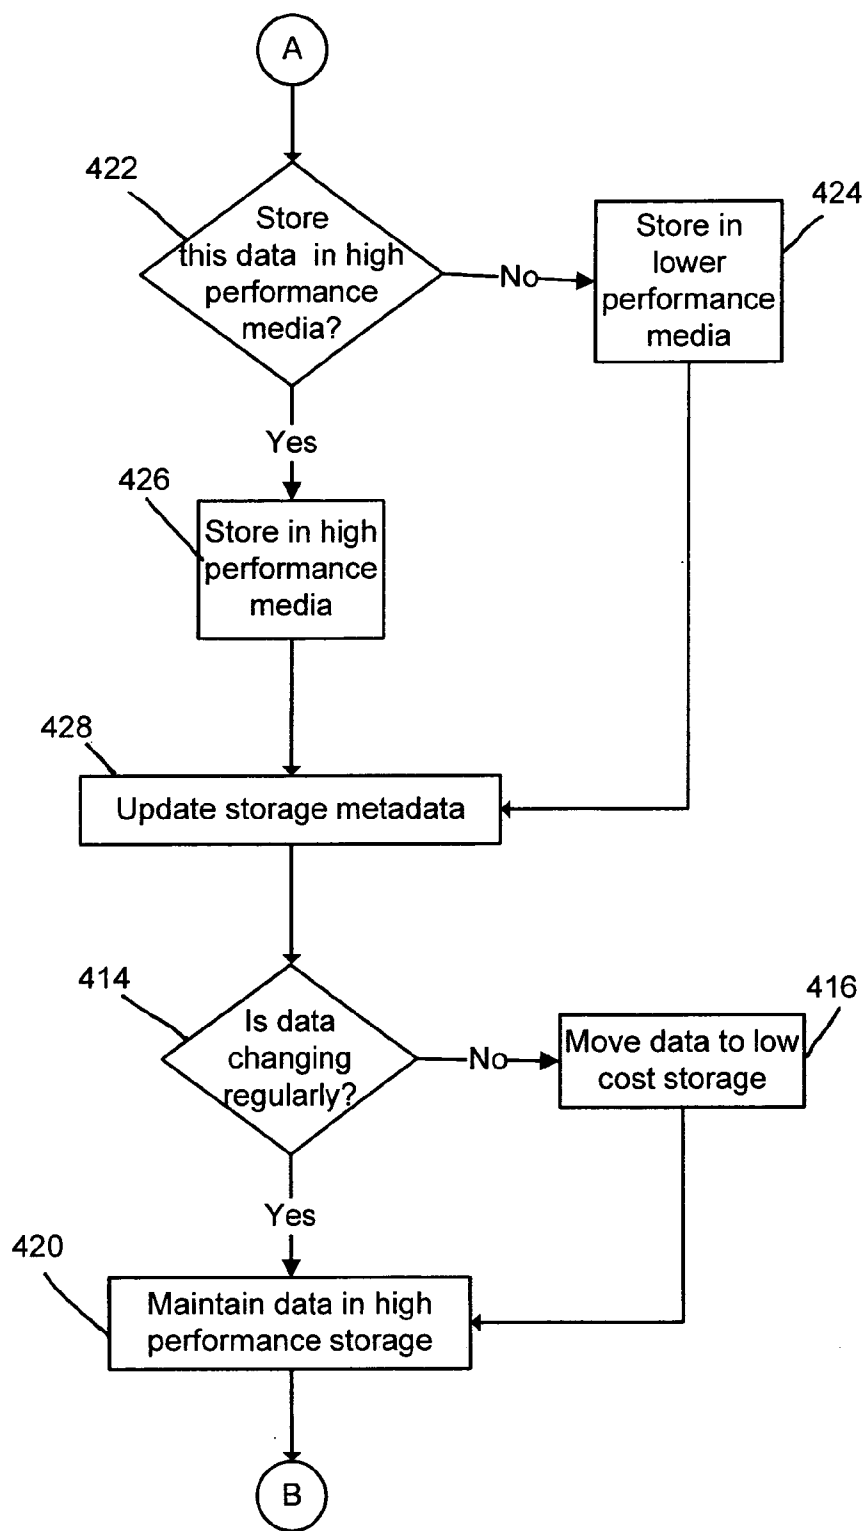 A
422
Store
this data in high
performance
media?
No
424
Store in
lower
performance
media
Yes
426
Store in high
performance
media
428
Update storage metadata
414
Is data
changing
regularly?
No
416
Move data to low
cost storage
Yes
420
Maintain data in high
performance storage
B